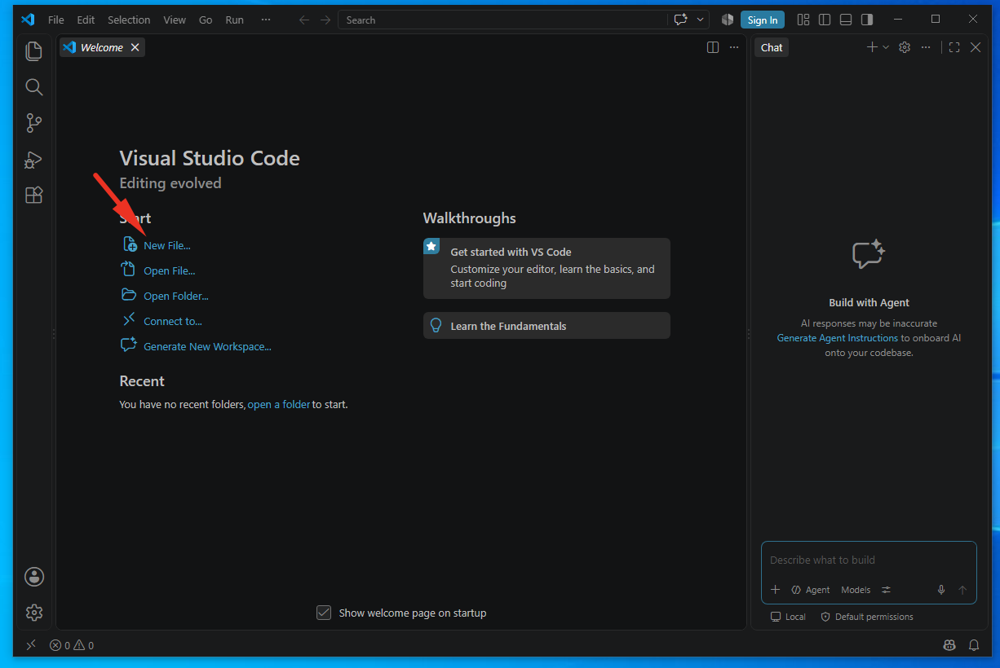 File Edit Selection View Go Run ··· Search Sign In
Welcome
Chat
Visual Studio Code
Editing evolved
Start
New File...
Open File...
Open Folder...
Connect to...
Generate New Workspace...
Recent
You have no recent folders, open a folder to start.
Walkthroughs
Get started with VS Code
Customize your editor, learn the basics, and
start coding
Learn the Fundamentals
Show welcome page on startup
Build with Agent
AI responses may be inaccurate
Generate Agent Instructions to onboard AI
onto your codebase.
Describe what to build
Agent Models
Local Default permissions
0 0